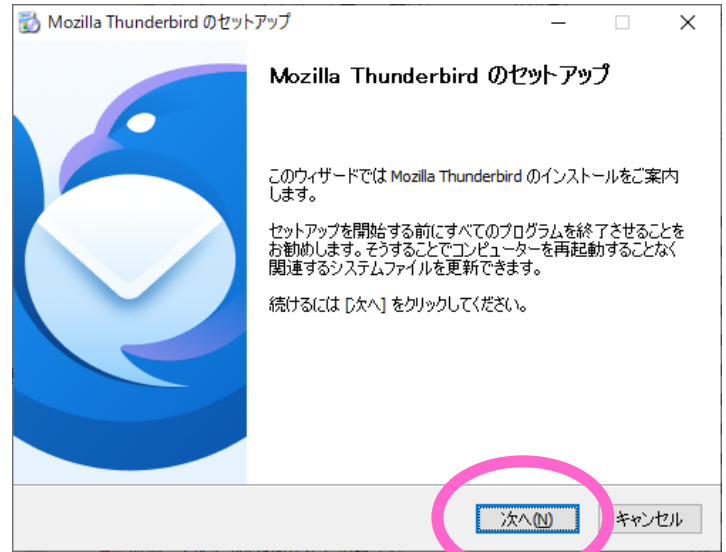 Mozilla Thunderbird のセットアップ
Mozilla Thunderbird のセットアップ
このウィザードでは Mozilla Thunderbird のインストールをご案内
します。
セットアップを開始する前にすべてのプログラムを終了させることを
お勧めします。そうすることでコンピューターを再起動することなく
関連するシステムファイルを更新できます。
続けるには [次へ] をクリックしてください。
次へ(N)
キャンセル